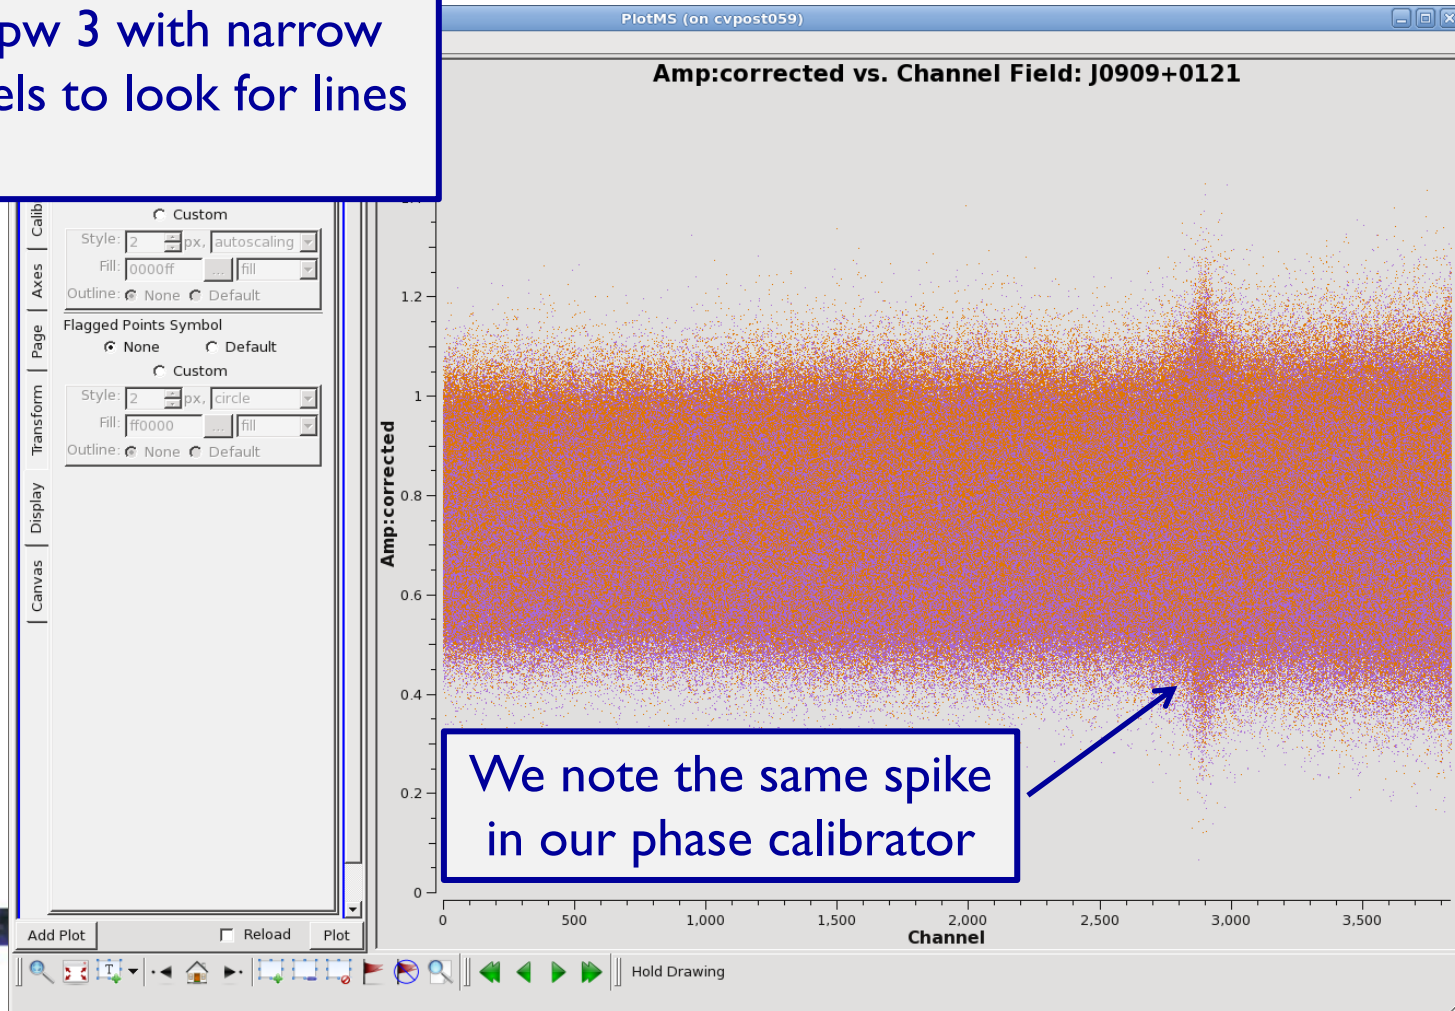 3 with narrow
to look for lines
PlotMS (on cvpost059)
Amp:corrected vs. Channel Field: J0909+0121
Custom
Style: 2 px, autoscaling
Fill: 0000ff ... fill
Outline: None Default
Flagged Points Symbol
None Default
Custom
Style: 2 px, circle
Fill: ff0000 ... fill
Outline: None Default
Calib
Axes
Page
Transform
Display
Canvas
Amp:corrected
1.2
1
0.8
0.6
0.4
0.2
0
We note the same spike
in our phase calibrator
0 500 1,000 1,500 2,000 2,500 3,000 3,500
Channel
Add Plot Reload Plot
Hold Drawing